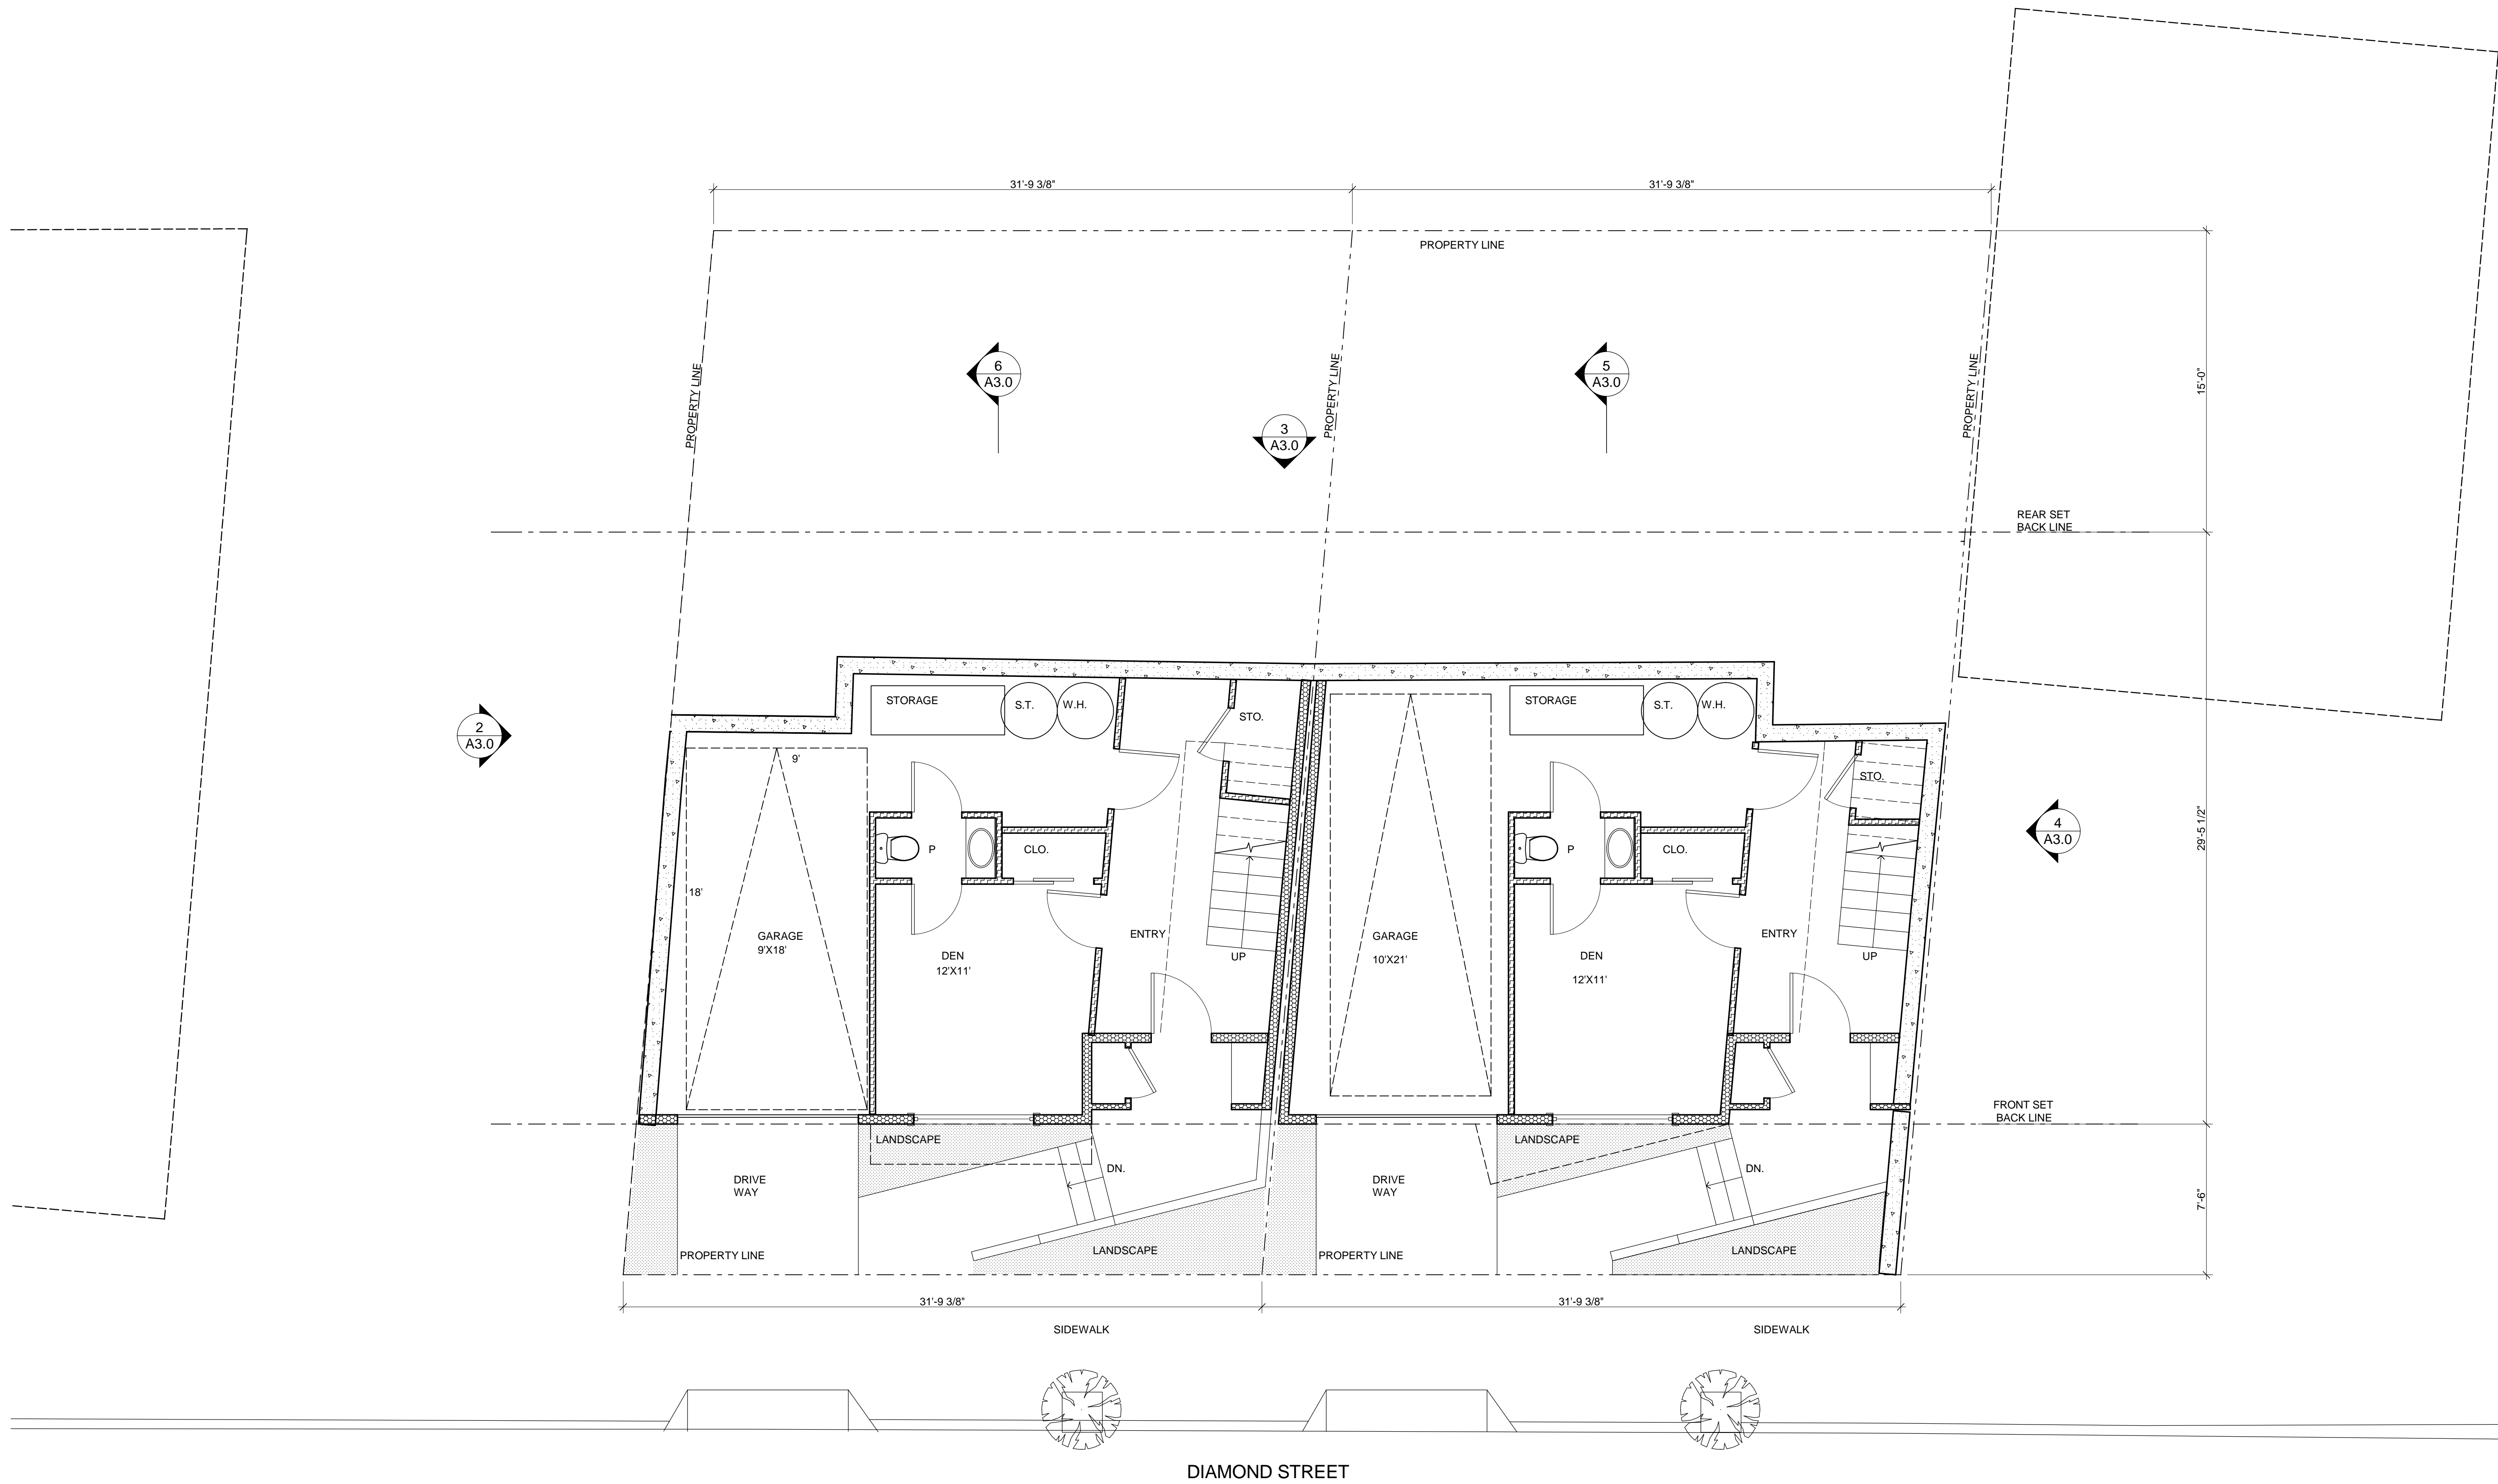 31'-9 3/8"
31'-9 3/8"
PROPERTY LINE
PROPERTY LINE
PROPERTY LINE
PROPERTY LINE
6
A3.0
5
A3.0
3
A3.0
15'-0"
REAR SET
BACK LINE
2
A3.0
STORAGE
S.T.
W.H.
STO.
9'
18'
P
CLO.
GARAGE
9'X18'
DEN
12'X11'
ENTRY
UP
STORAGE
S.T.
W.H.
STO.
P
CLO.
GARAGE
10'X21'
DEN
12'X11'
ENTRY
UP
4
A3.0
29'-5 1/2"
FRONT SET
BACK LINE
LANDSCAPE
DRIVE
WAY
DN.
LANDSCAPE
PROPERTY LINE
LANDSCAPE
DRIVE
WAY
DN.
LANDSCAPE
PROPERTY LINE
7'-6"
31'-9 3/8"
31'-9 3/8"
SIDEWALK
SIDEWALK
DIAMOND STREET